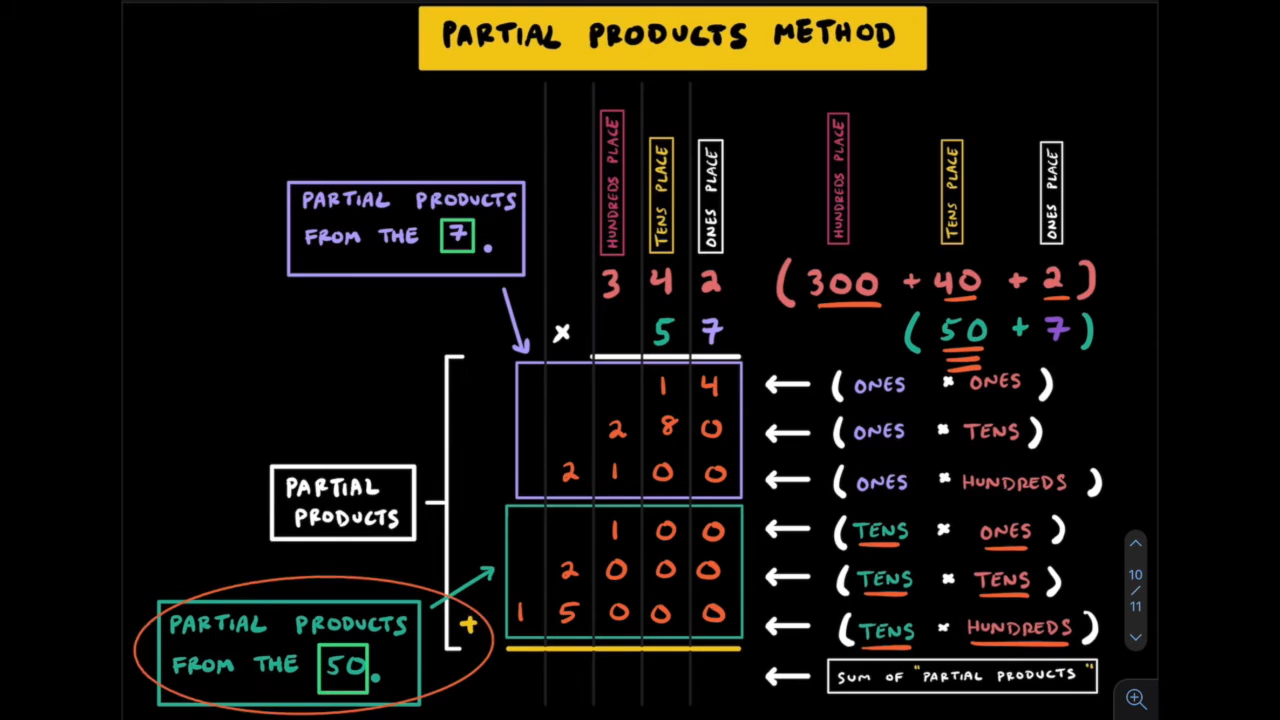 PARTIAL PRODUCTS METHOD
HUNDREDS PLACE
TENS PLACE
ONES PLACE
HUNDREDS PLACE
TENS PLACE
ONES PLACE
PARTIAL PRODUCTS
FROM THE 7.
3 4 2
(300 + 40 + 2)
x 5 7
(50 + 7)
1 4
← (ONES x ONES)
2 8 0
← (ONES x TENS)
2 1 0 0
← (ONES x HUNDREDS)
PARTIAL
PRODUCTS
1 0 0
← (TENS x ONES)
2 0 0 0
← (TENS x TENS)
+ 1 5 0 0 0
← (TENS x HUNDREDS)
PARTIAL PRODUCTS
FROM THE 50.
← SUM OF "PARTIAL PRODUCTS"
10
/
11